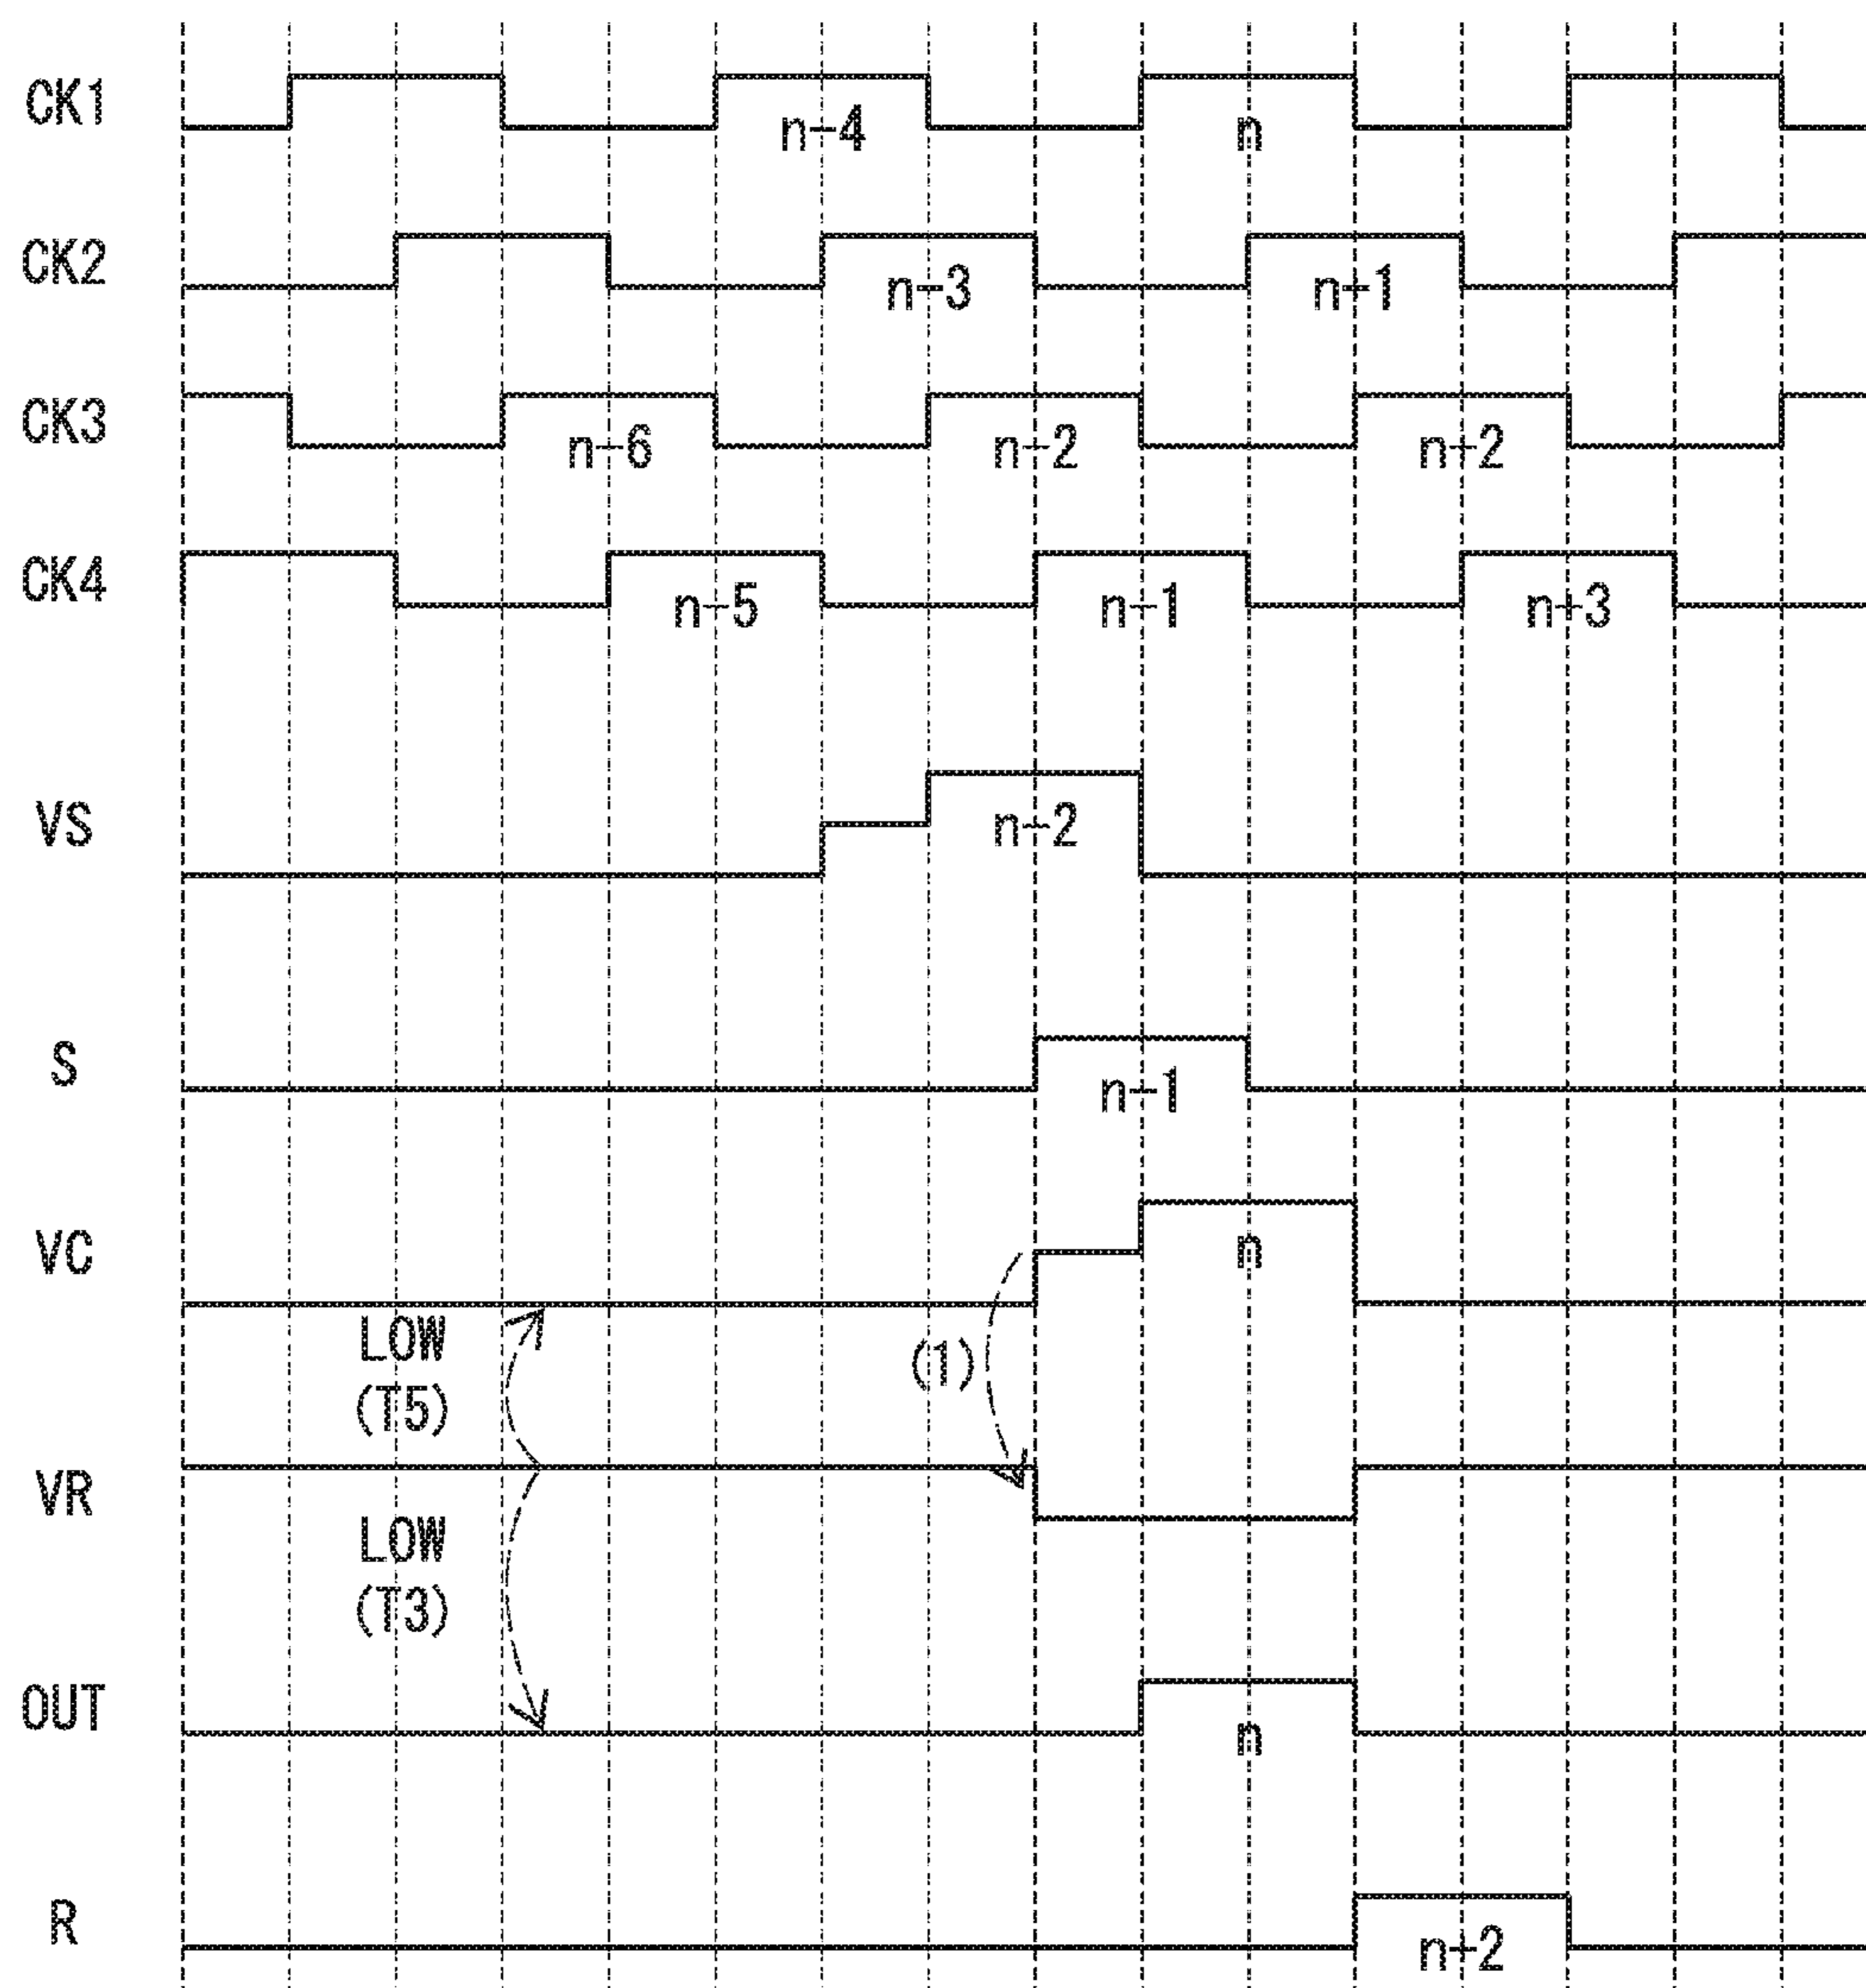 CK1
n-4
n
CK2
n-3
n+1
CK3
n-6
n-2
n+2
CK4
n-5
n-1
n+3
VS
n-2
S
n-1
VC
n
LOW
(T5)
(1)
VR
LOW
(T3)
OUT
n
R
n+2